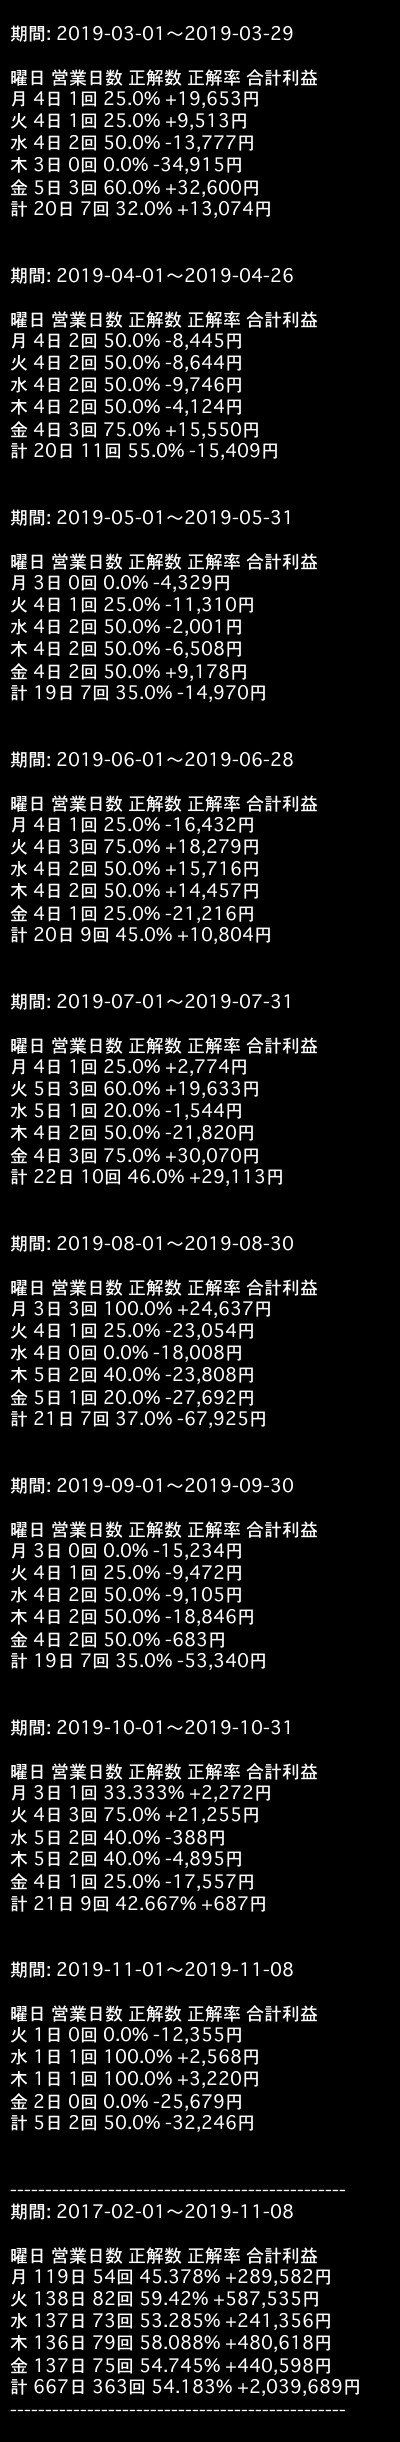 期間: 2019-03-01〜2019-03-29
曜日 営業日数 正解数 正解率 合計利益
月 4日 1回 25.0% +19,653円
火 4日 1回 25.0% +9,513円
水 4日 2回 50.0% -13,777円
木 3日 0回 0.0% -34,915円
金 5日 3回 60.0% +32,600円
計 20日 7回 32.0% +13,074円
期間: 2019-04-01〜2019-04-26
曜日 営業日数 正解数 正解率 合計利益
月 4日 2回 50.0% -8,445円
火 4日 2回 50.0% -8,644円
水 4日 2回 50.0% -9,746円
木 4日 2回 50.0% -4,124円
金 4日 3回 75.0% +15,550円
計 20日 11回 55.0% -15,409円
期間: 2019-05-01〜2019-05-31
曜日 営業日数 正解数 正解率 合計利益
月 3日 0回 0.0% -4,329円
火 4日 1回 25.0% -11,310円
水 4日 2回 50.0% -2,001円
木 4日 2回 50.0% -6,508円
金 4日 2回 50.0% +9,178円
計 19日 7回 35.0% -14,970円
期間: 2019-06-01〜2019-06-28
曜日 営業日数 正解数 正解率 合計利益
月 4日 1回 25.0% -16,432円
火 4日 3回 75.0% +18,279円
水 4日 2回 50.0% +15,716円
木 4日 2回 50.0% +14,457円
金 4日 1回 25.0% -21,216円
計 20日 9回 45.0% +10,804円
期間: 2019-07-01〜2019-07-31
曜日 営業日数 正解数 正解率 合計利益
月 4日 1回 25.0% +2,774円
火 5日 3回 60.0% +19,633円
水 5日 1回 20.0% -1,544円
木 4日 2回 50.0% -21,820円
金 4日 3回 75.0% +30,070円
計 22日 10回 46.0% +29,113円
期間: 2019-08-01〜2019-08-30
曜日 営業日数 正解数 正解率 合計利益
月 3日 3回 100.0% +24,637円
火 4日 1回 25.0% -23,054円
水 4日 0回 0.0% -18,008円
木 5日 2回 40.0% -23,808円
金 5日 1回 20.0% -27,692円
計 21日 7回 37.0% -67,925円
期間: 2019-09-01〜2019-09-30
曜日 営業日数 正解数 正解率 合計利益
月 3日 0回 0.0% -15,234円
火 4日 1回 25.0% -9,472円
水 4日 2回 50.0% -9,105円
木 4日 2回 50.0% -18,846円
金 4日 2回 50.0% -683円
計 19日 7回 35.0% -53,340円
期間: 2019-10-01〜2019-10-31
曜日 営業日数 正解数 正解率 合計利益
月 3日 1回 33.333% +2,272円
火 4日 3回 75.0% +21,255円
水 5日 2回 40.0% -388円
木 5日 2回 40.0% -4,895円
金 4日 1回 25.0% -17,557円
計 21日 9回 42.667% +687円
期間: 2019-11-01〜2019-11-08
曜日 営業日数 正解数 正解率 合計利益
火 1日 0回 0.0% -12,355円
水 1日 1回 100.0% +2,568円
木 1日 1回 100.0% +3,220円
金 2日 0回 0.0% -25,679円
計 5日 2回 50.0% -32,246円
------------------------------------------------
期間: 2017-02-01〜2019-11-08
曜日 営業日数 正解数 正解率 合計利益
月 119日 54回 45.378% +289,582円
火 138日 82回 59.42% +587,535円
水 137日 73回 53.285% +241,356円
木 136日 79回 58.088% +480,618円
金 137日 75回 54.745% +440,598円
計 667日 363回 54.183% +2,039,689円
------------------------------------------------